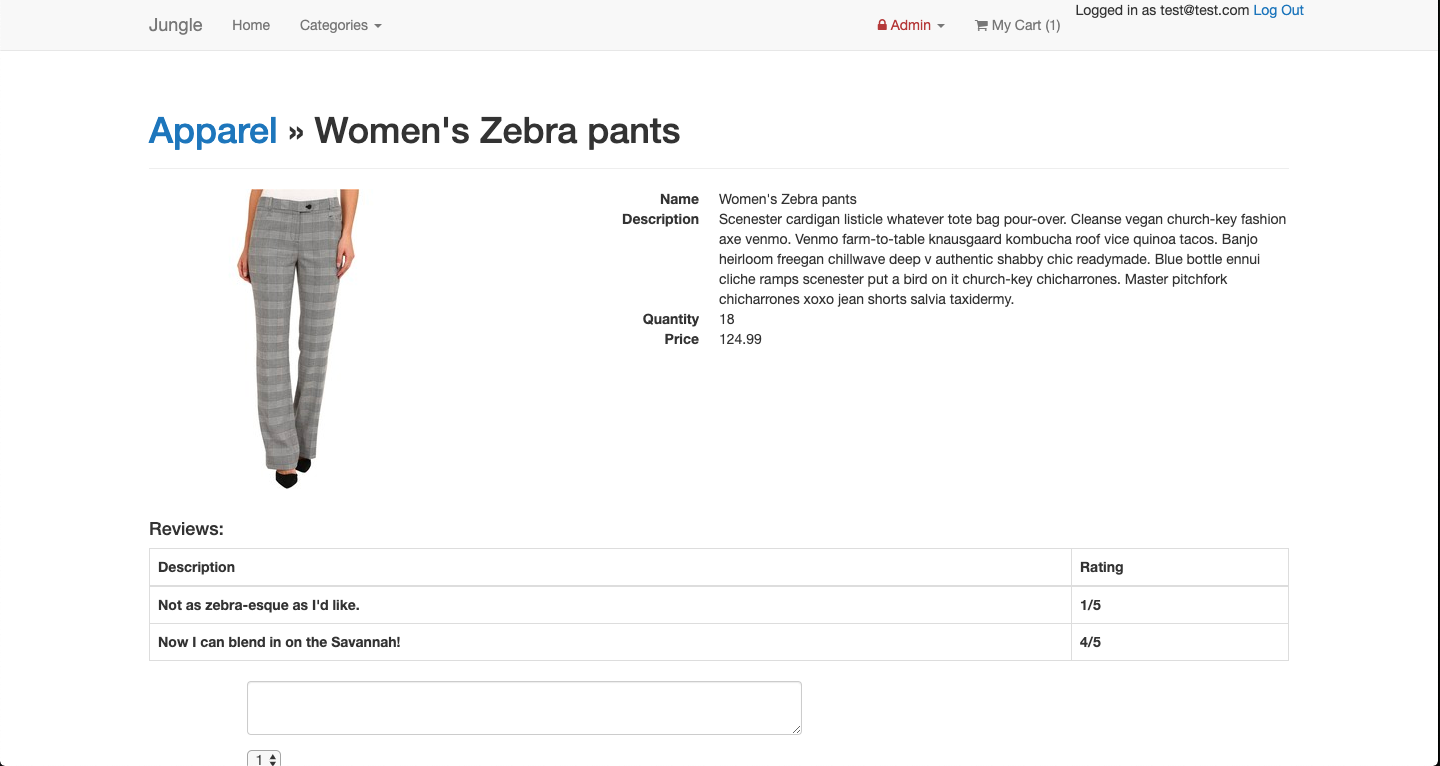 Jungle Home Categories Admin My Cart (1) Logged in as test@test.com Log Out
Apparel » Women's Zebra pants
Name Women's Zebra pants
Description Scenester cardigan listicle whatever tote bag pour-over. Cleanse vegan church-key fashion
axe venmo. Venmo farm-to-table knausgaard kombucha roof vice quinoa tacos. Banjo
heirloom freegan chillwave deep v authentic shabby chic readymade. Blue bottle ennui
cliche ramps scenester put a bird on it church-key chicharrones. Master pitchfork
chicharrones xoxo jean shorts salvia taxidermy.
Quantity 18
Price 124.99
Reviews:
Description Rating
Not as zebra-esque as I'd like. 1/5
Now I can blend in on the Savannah! 4/5
1